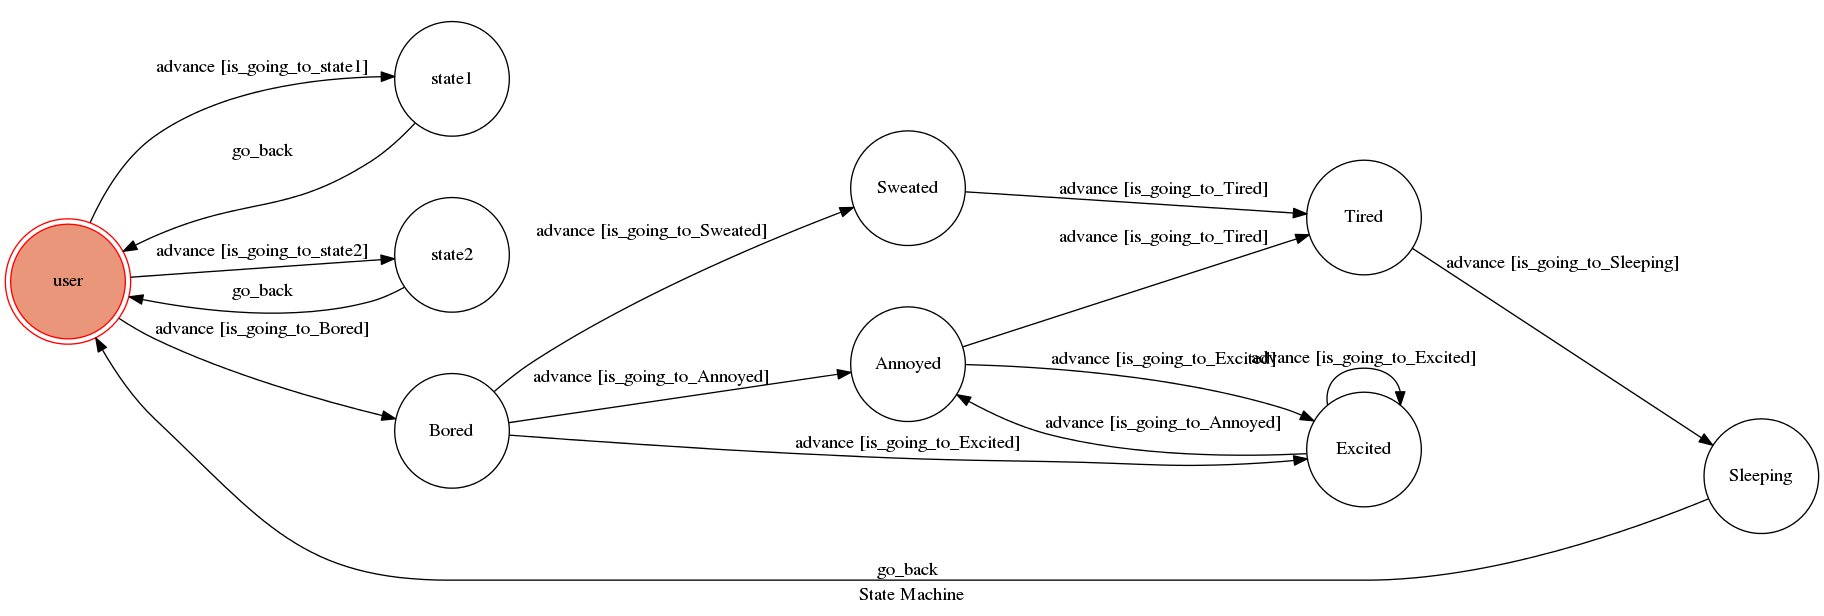 advance [is_going_to_state1]
state1
go_back
Sweated
advance [is_going_to_Tired]
Tired
advance [is_going_to_Sweated]
advance [is_going_to_Tired]
user
advance [is_going_to_state2]
state2
go_back
advance [is_going_to_Sleeping]
advance [is_going_to_Bored]
Annoyed
advance [is_going_to_Excited]
advance [is_going_to_Excited]
advance [is_going_to_Annoyed]
Bored
advance [is_going_to_Annoyed]
advance [is_going_to_Excited]
Excited
Sleeping
go_back
State Machine